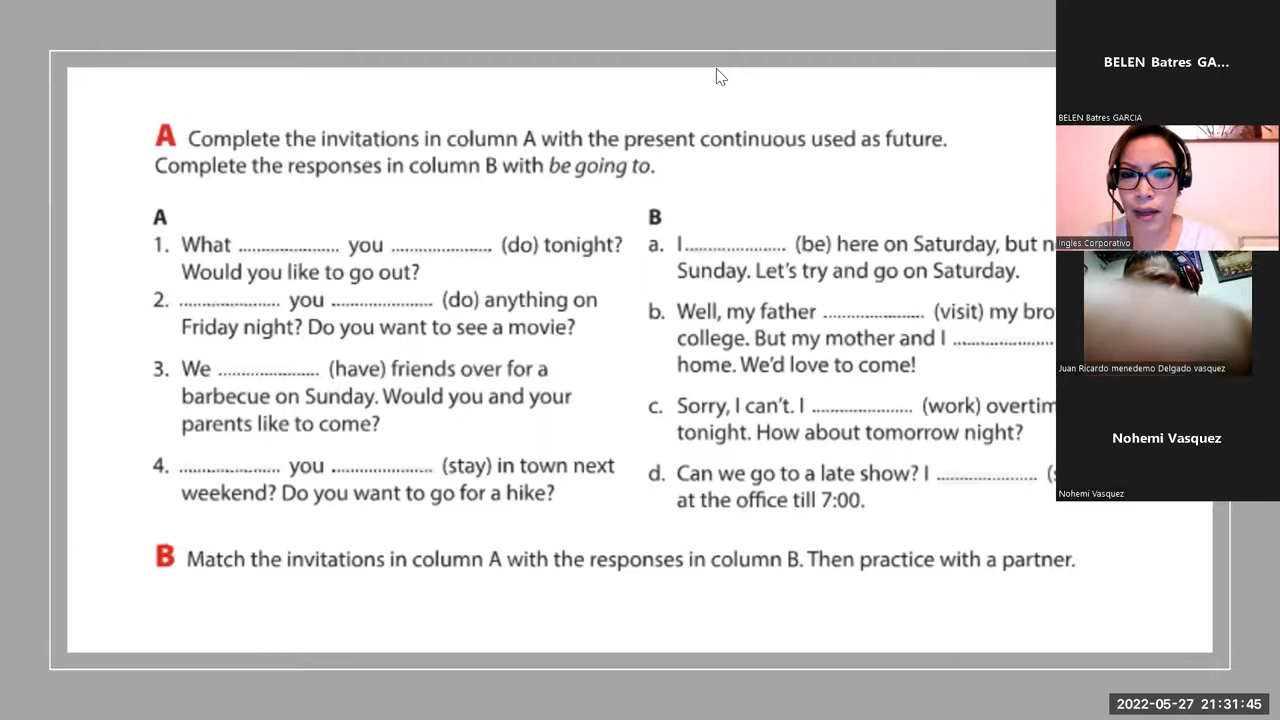 A Complete the invitations in column A with the present continuous used as future.
Complete the responses in column B with be going to.
A
1. What .................... you .................... (do) tonight?
Would you like to go out?
2. .................... you .................... (do) anything on
Friday night? Do you want to see a movie?
3. We .................... (have) friends over for a
barbecue on Sunday. Would you and your
parents like to come?
4. .................... you .................... (stay) in town next
weekend? Do you want to go for a hike?
B
a. I.................... (be) here on Saturday, but n
Sunday. Let's try and go on Saturday.
b. Well, my father .................... (visit) my bro
college. But my mother and I ....................
home. We'd love to come!
c. Sorry, I can't. I .................... (work) overtim
tonight. How about tomorrow night?
d. Can we go to a late show? I .................... (s
at the office till 7:00.
B Match the invitations in column A with the responses in column B. Then practice with a partner.
BELEN Batres GA...
BELEN Batres GARCIA
Ingles Corporativo
Juan Ricardo menedemo Delgado vasquez
Nohemi Vasquez
Nohemi Vasquez
2022-05-27 21:31:45